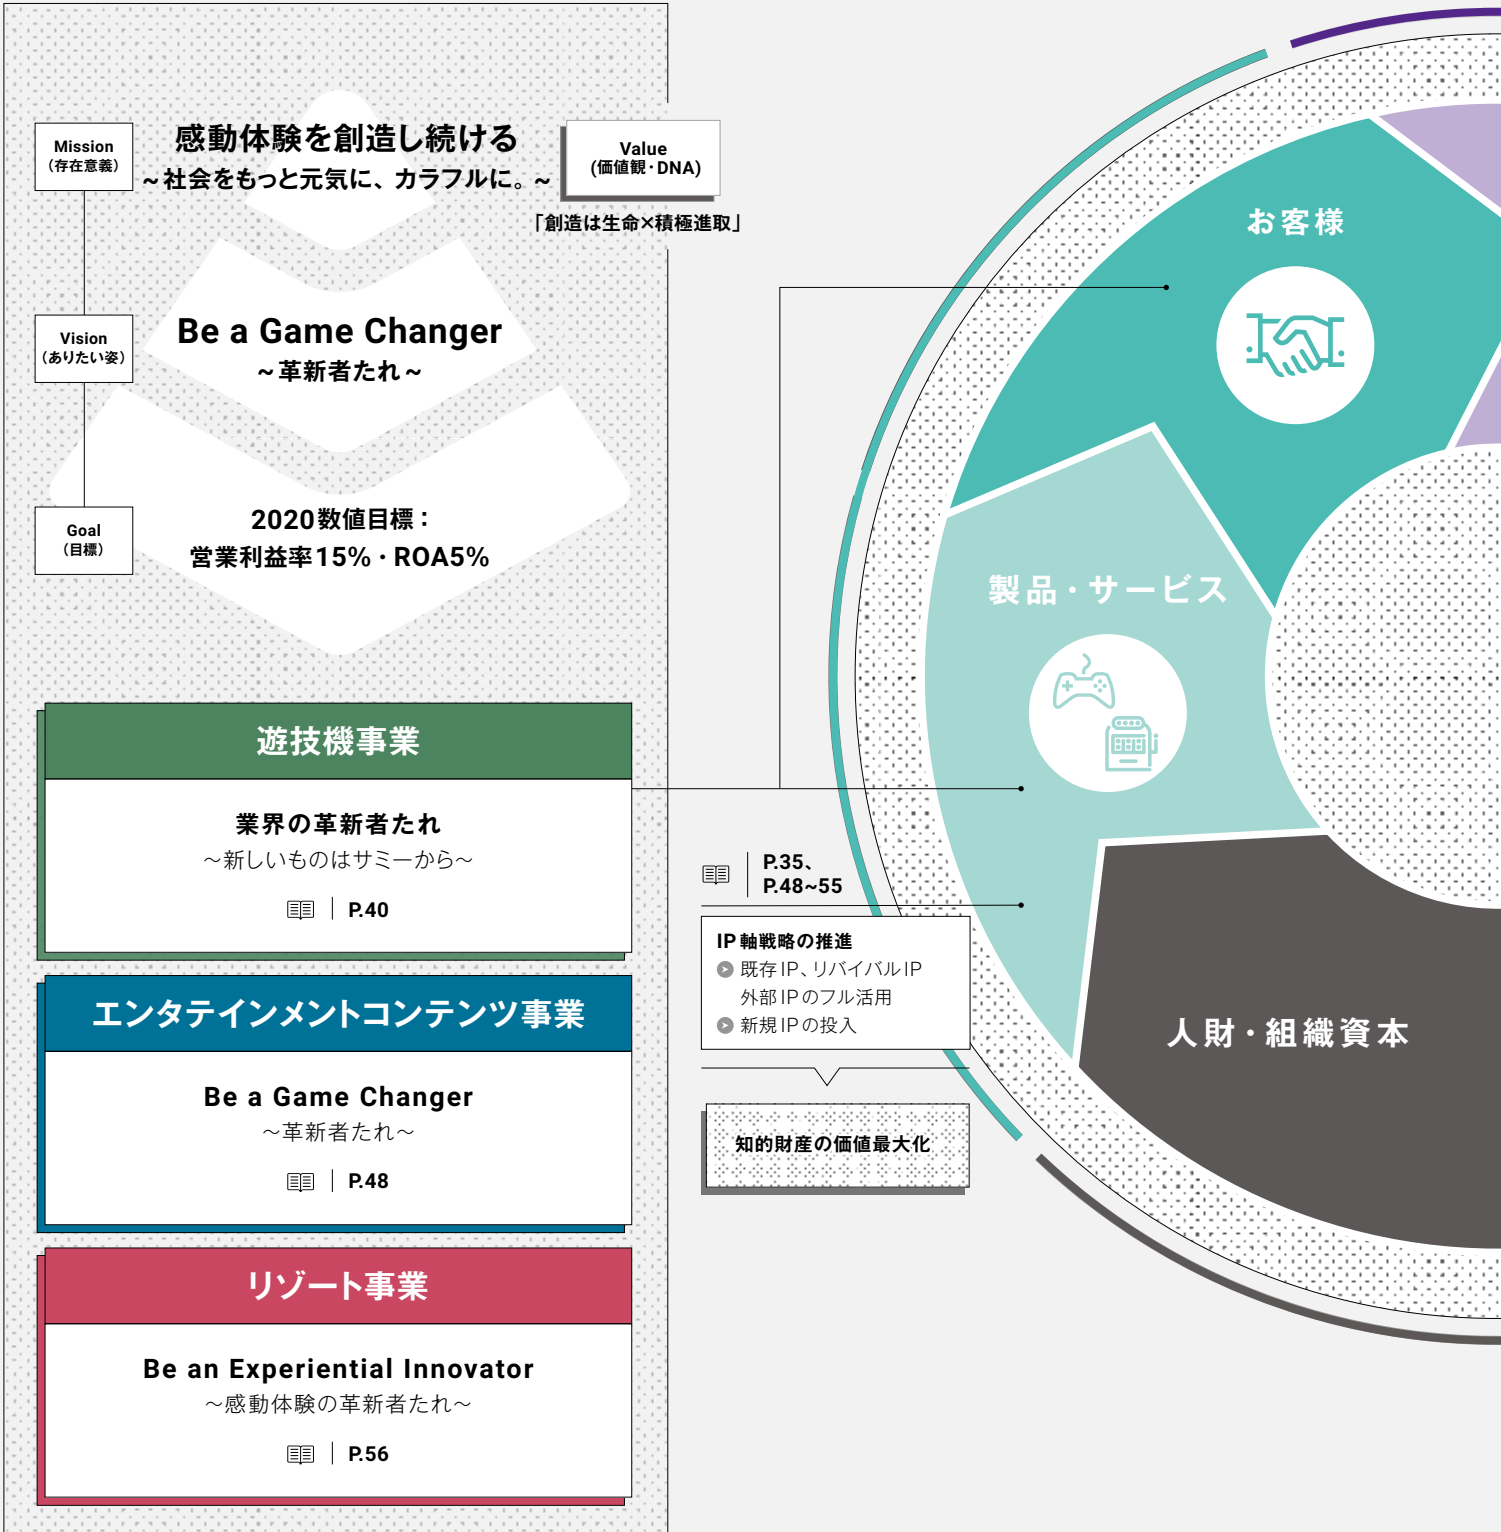 Mission
（存在意義）
感動体験を創造し続ける
~社会をもっと元気に、カラフルに。~
Value
(価値観・DNA)
「創造は生命×積極進取」
Vision
（ありたい姿）
Be a Game Changer
~革新者たれ~
Goal
（目標）
2020数値目標：
営業利益率15%・ROA5%
遊技機事業
業界の革新者たれ
～新しいものはサミーから～
P.40
エンタテインメントコンテンツ事業
Be a Game Changer
～革新者たれ～
P.48
リゾート事業
Be an Experiential Innovator
～感動体験の革新者たれ～
P.56
P.35、
P.48~55
IP軸戦略の推進
既存IP、リバイバルIP
外部IPのフル活用
新規IPの投入
知的財産の価値最大化
お客様
製品・サービス
人財・組織資本